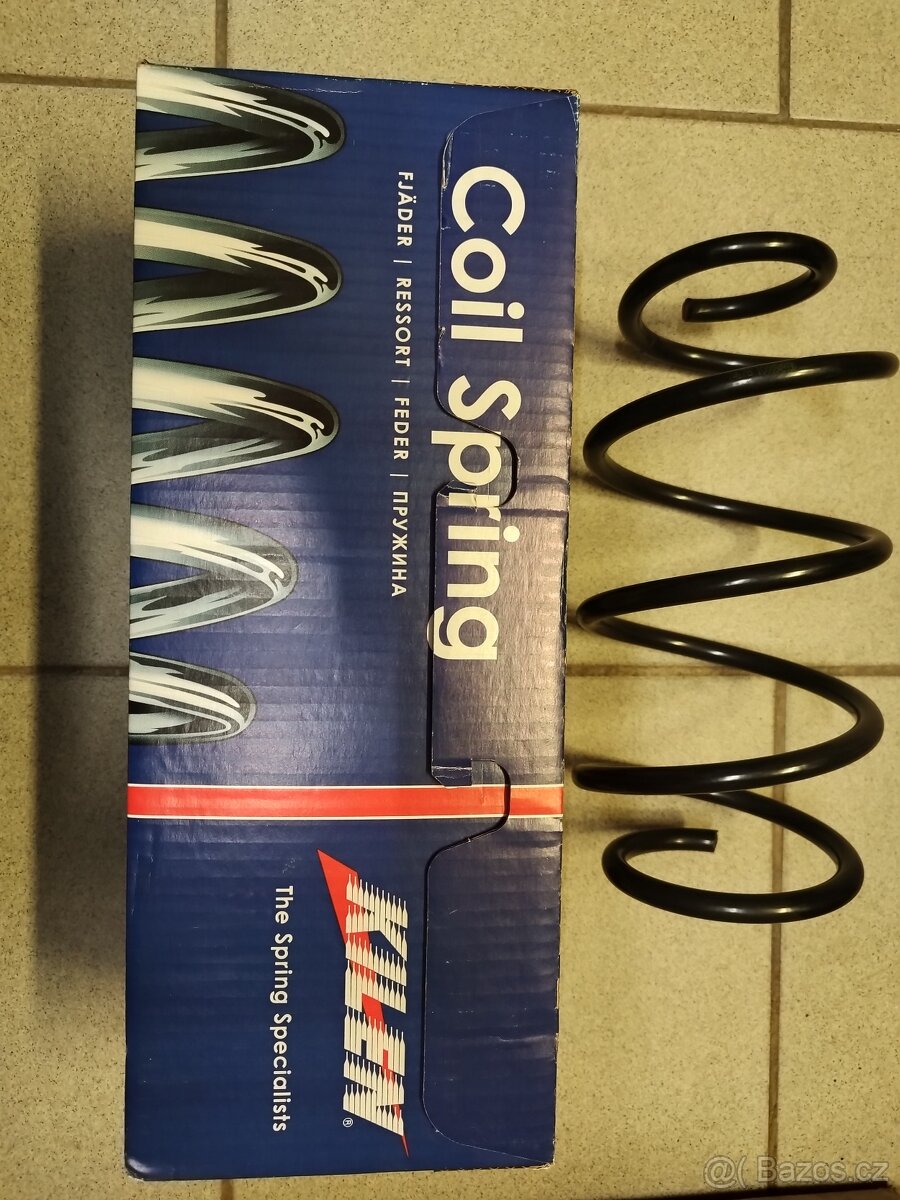 Coil Spring
FJÄDER | RESSORT | FEDER | ПРУЖИНА
KILEN®
The Spring Specialists
@( Bazos.cz